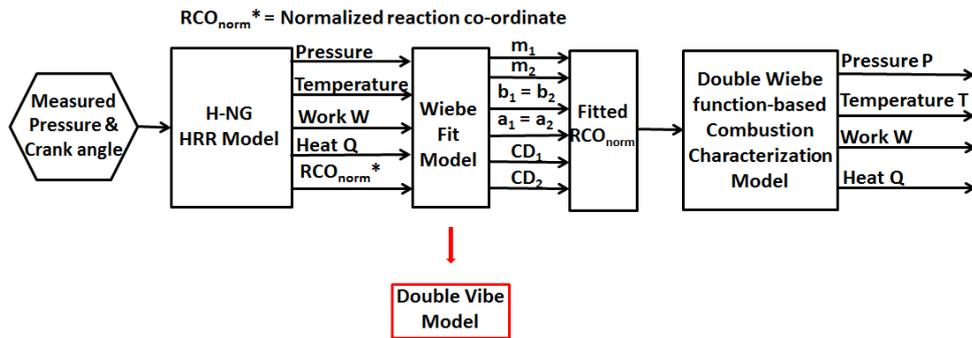 RCOnorm* = Normalized reaction co-ordinate
Measured
Pressure &
Crank angle
H-NG
HRR Model
Pressure
Temperature
Work W
Heat Q
RCOnorm*
Wiebe
Fit
Model
m1
m2
b1 = b2
a1 = a2
CD1
CD2
Fitted
RCOnorm
Double Wiebe
function-based
Combustion
Characterization
Model
Pressure P
Temperature T
Work W
Heat Q
Double Vibe
Model